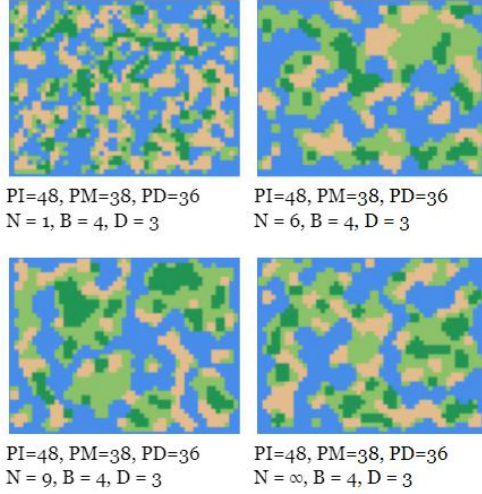 PI=48, PM=38, PD=36
N = 1, B = 4, D = 3
PI=48, PM=38, PD=36
N = 6, B = 4, D = 3
PI=48, PM=38, PD=36
N = 9, B = 4, D = 3
PI=48, PM=38, PD=36
N = ∞, B = 4, D = 3